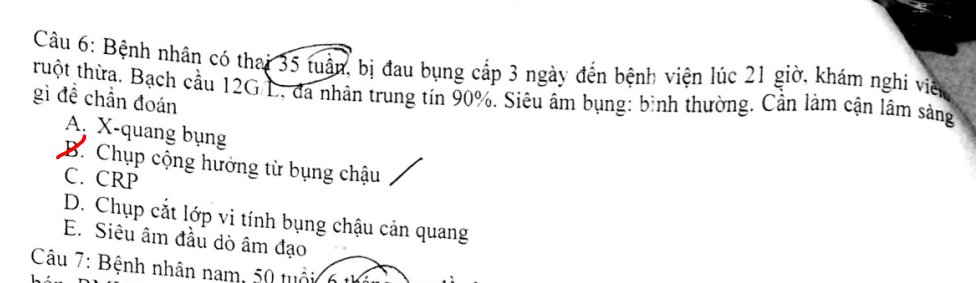 Câu 6: Bệnh nhân có thai 35 tuần, bị đau bụng cấp 3 ngày đến bệnh viện lúc 21 giờ, khám nghi viêm
ruột thừa. Bạch cầu 12G/L, đa nhân trung tín 90%. Siêu âm bụng: bình thường. Cần làm cận lâm sàng
gì để chẩn đoán
A. X-quang bụng
B. Chụp cộng hưởng từ bụng chậu
C. CRP
D. Chụp cắt lớp vi tính bụng chậu cản quang
E. Siêu âm đầu dò âm đạo
Câu 7: Bệnh nhân nam, 50 tuổi